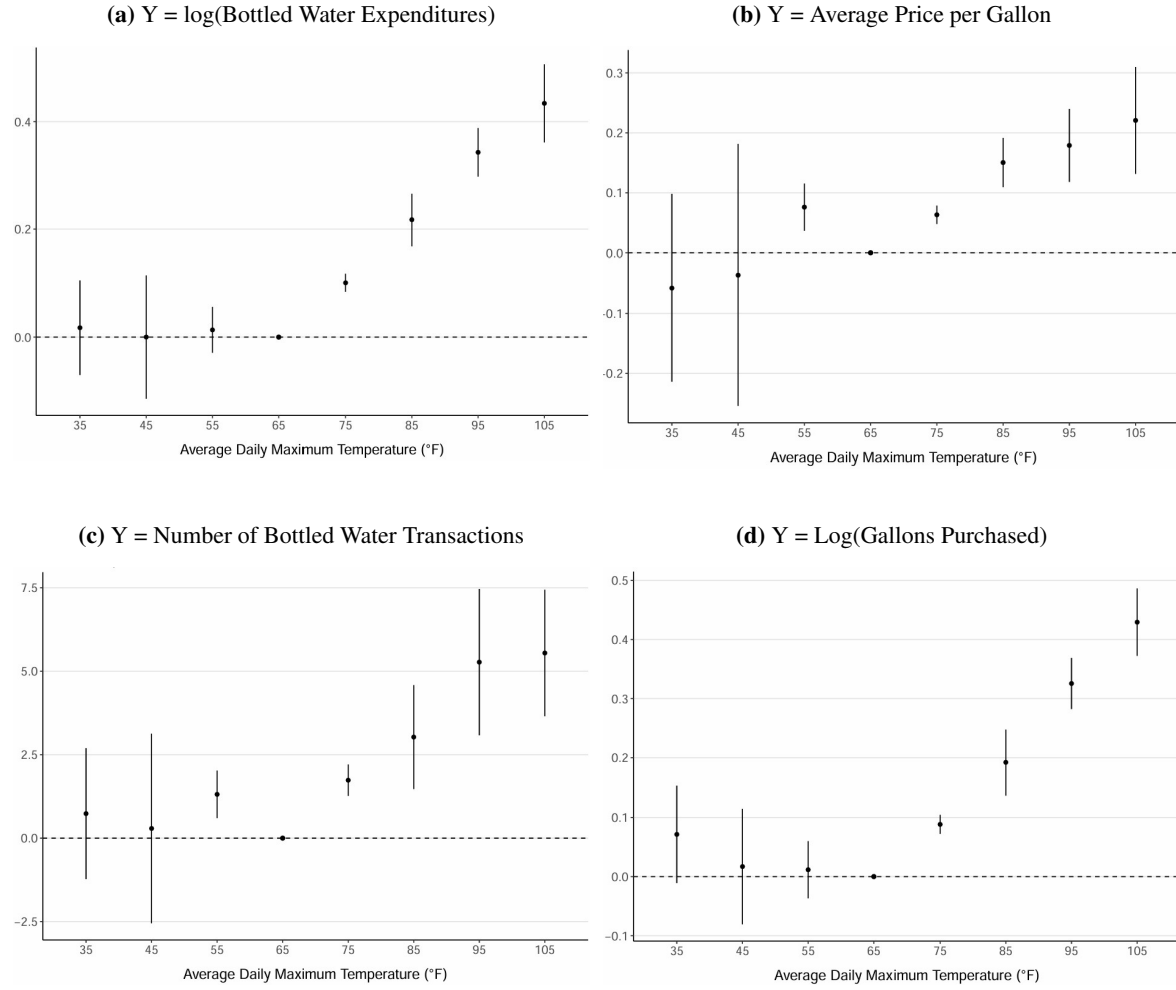 (a) Y = log(Bottled Water Expenditures)
0.4
0.2
0.0
35 45 55 65 75 85 95 105
Average Daily Maximum Temperature (°F)
(b) Y = Average Price per Gallon
0.3
0.2
0.1
0.0
-0.1
-0.2
35 45 55 65 75 85 95 105
Average Daily Maximum Temperature (°F)
(c) Y = Number of Bottled Water Transactions
7.5
5.0
2.5
0.0
−2.5
35 45 55 65 75 85 95 105
Average Daily Maximum Temperature (°F)
(d) Y = Log(Gallons Purchased)
0.5
0.4
0.3
0.2
0.1
0.0
−0.1
35 45 55 65 75 85 95 105
Average Daily Maximum Temperature (°F)